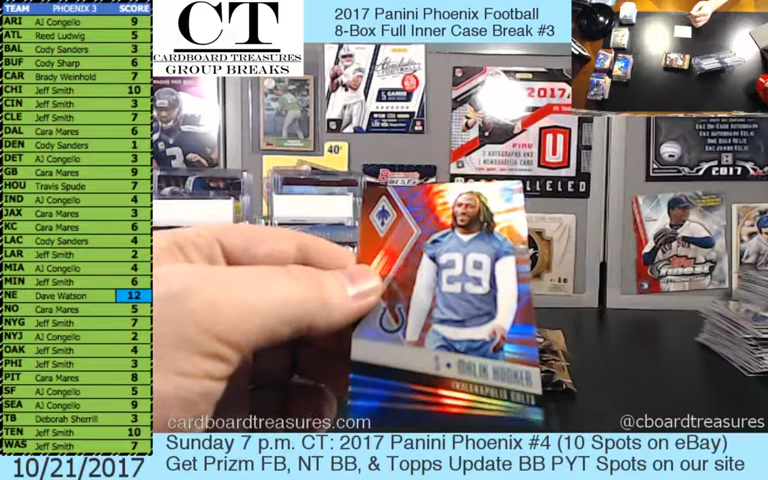 TEAM PHOENIX 3 SCORE
ARI AJ Congello 9
ATL Reed Ludwig 5
BAL Cody Sanders 3
BUF Cody Sharp 6
CAR Brady Weinhold 7
CHI Jeff Smith 10
CIN Jeff Smith 3
CLE Jeff Smith 7
DAL Cara Mares 6
DEN Cody Sanders 1
DET AJ Congello 3
GB Cara Mares 9
HOU Travis Spude 7
IND AJ Congello 4
JAX Cara Mares 3
KC Cara Mares 6
LAC Cody Sanders 4
LAR Jeff Smith 2
MIA AJ Congello 4
MIN Jeff Smith 6
NE Dave Watson 12
NO Cara Mares 5
NYG Jeff Smith 7
NYJ AJ Congello 2
OAK Jeff Smith 4
PHI Jeff Smith 3
PIT Cara Mares 8
SF AJ Congello 5
SEA AJ Congello 9
TB Deborah Sherrill 3
TEN Jeff Smith 10
WAS Jeff Smith 7
10/21/2017
CT
CARDBOARD TREASURES
GROUP BREAKS
2017 Panini Phoenix Football
8-Box Full Inner Case Break #3
Absolute
2017
U
40¢
2017
FINEST
29
S • MALIK HOOKER
INDIANAPOLIS COLTS
cardboardtreasures.com
@cboardtreasures
Sunday 7 p.m. CT: 2017 Panini Phoenix #4 (10 Spots on eBay)
Get Prizm FB, NT BB, & Topps Update BB PYT Spots on our site